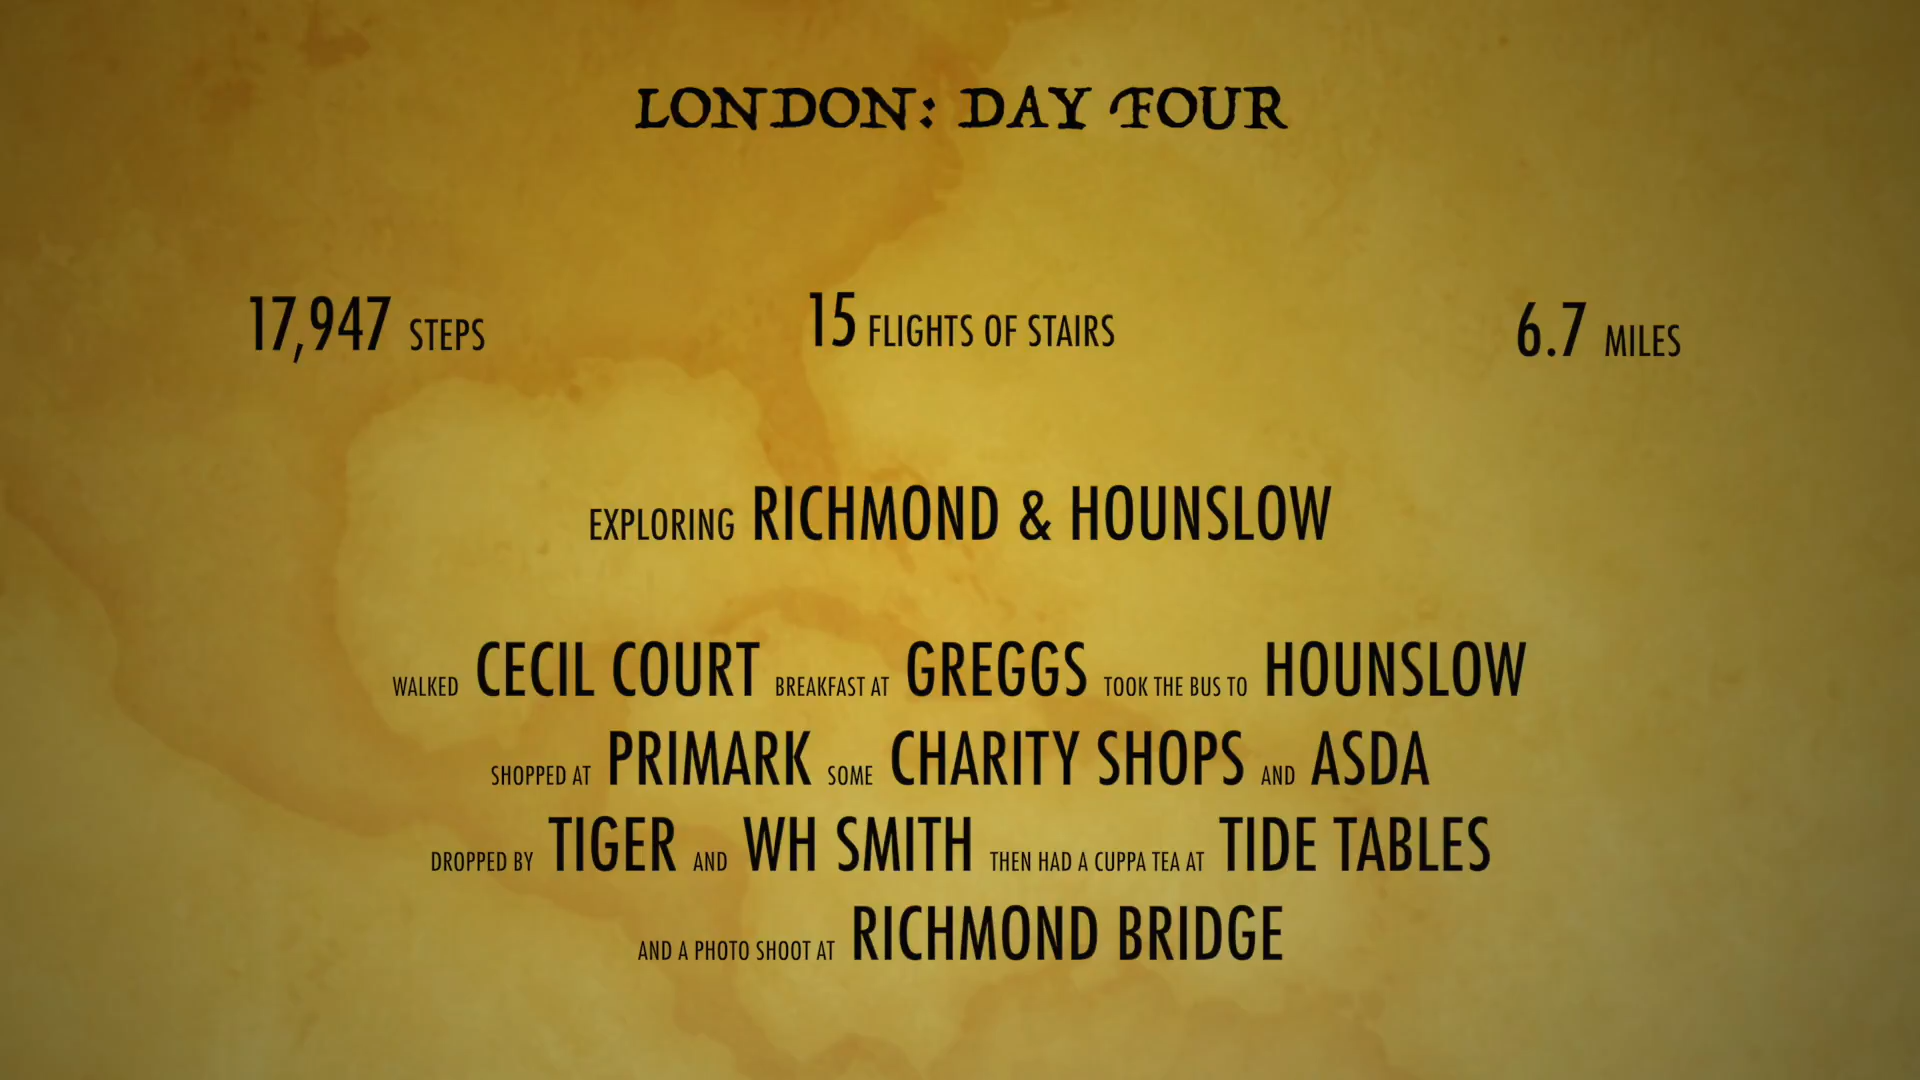 LONDON: DAY FOUR
17,947 STEPS 15 FLIGHTS OF STAIRS 6.7 MILES
EXPLORING RICHMOND & HOUNSLOW
WALKED CECIL COURT BREAKFAST AT GREGGS TOOK THE BUS TO HOUNSLOW
SHOPPED AT PRIMARK SOME CHARITY SHOPS AND ASDA
DROPPED BY TIGER AND WH SMITH THEN HAD A CUPPA TEA AT TIDE TABLES
AND A PHOTO SHOOT AT RICHMOND BRIDGE